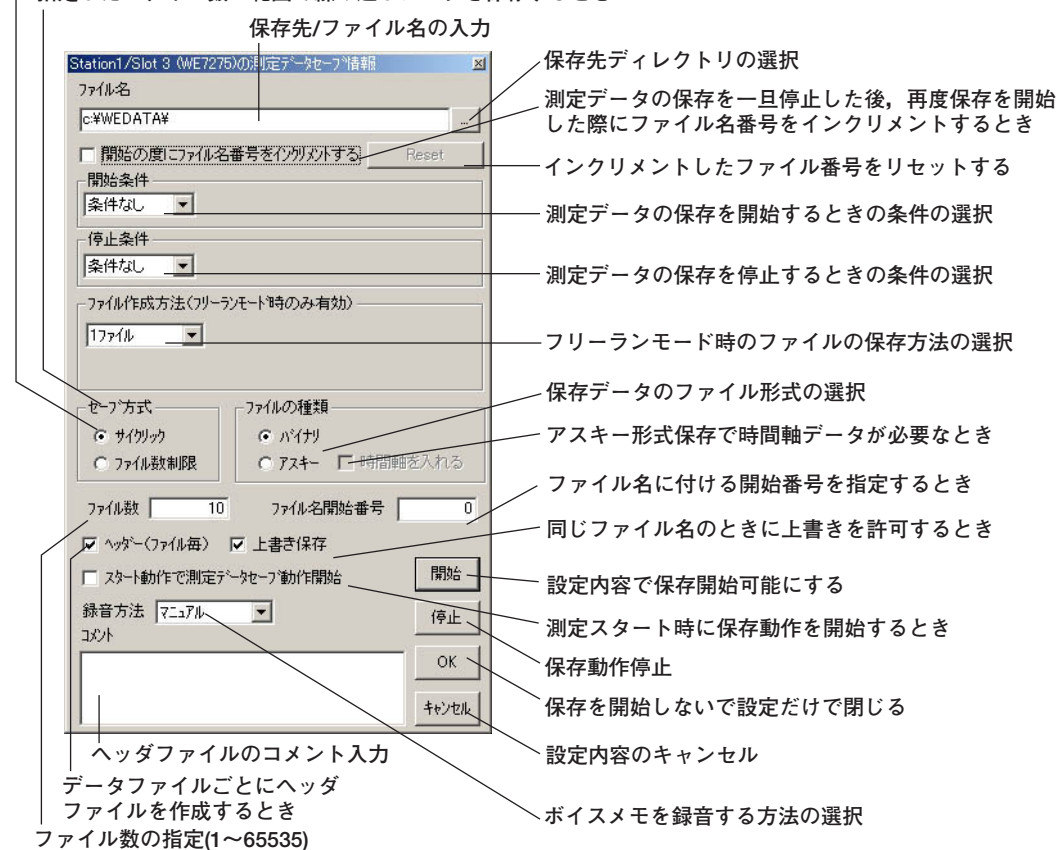 保存先/ファイル名の入力
Station1/Slot 3 (WE7275)の測定データセーブ情報
保存先ディレクトリの選択
ファイル名
c:¥WEDATA¥
...
測定データの保存を一旦停止した後，再度保存を開始
した際にファイル名番号をインクリメントするとき
開始の度にファイル名番号をインクリメントする
Reset
インクリメントしたファイル番号をリセットする
開始条件
条件なし
測定データの保存を開始するときの条件の選択
停止条件
条件なし
測定データの保存を停止するときの条件の選択
ファイル作成方法(フリーランモード時のみ有効)
1ファイル
フリーランモード時のファイルの保存方法の選択
保存データのファイル形式の選択
セーブ方式
ファイルの種類
サイクリック
バイナリ
アスキー形式保存で時間軸データが必要なとき
ファイル数制限
アスキー
時間軸を入れる
ファイル名に付ける開始番号を指定するとき
ファイル数
10
ファイル名開始番号
0
同じファイル名のときに上書きを許可するとき
ヘッダー(ファイル毎)
上書き保存
スタート動作で測定データセーブ動作開始
開始
設定内容で保存開始可能にする
録音方法
マニュアル
停止
測定スタート時に保存動作を開始するとき
コメント
保存動作停止
OK
保存を開始しないで設定だけで閉じる
キャンセル
設定内容のキャンセル
ヘッダファイルのコメント入力
データファイルごとにヘッダ
ファイルを作成するとき
ボイスメモを録音する方法の選択
ファイル数の指定(1～65535)